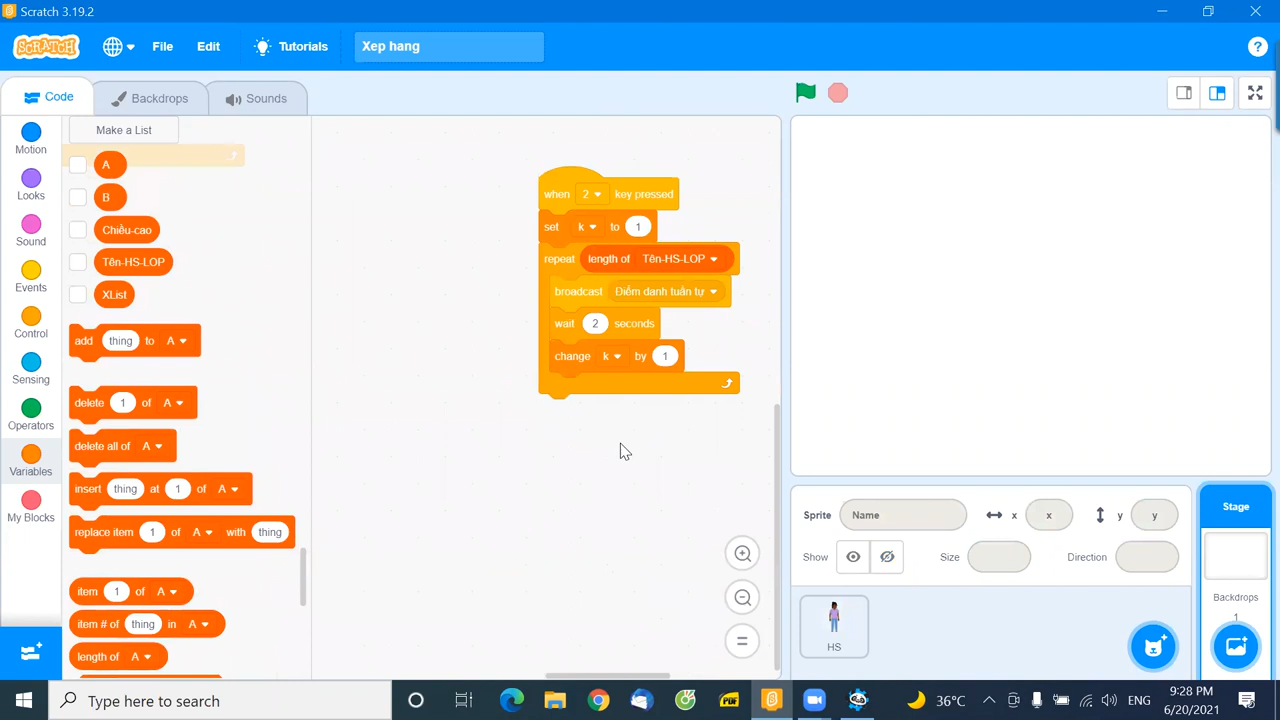 Scratch 3.19.2
SCRATCH
File
Edit
Tutorials
Xep hang
?
Code
Backdrops
Sounds
Motion
Looks
Sound
Events
Control
Sensing
Operators
Variables
My Blocks
Make a List
A
B
Chiều-cao
Tên-HS-LOP
XList
add thing to A
delete 1 of A
delete all of A
insert thing at 1 of A
replace item 1 of A with thing
item 1 of A
item # of thing in A
length of A
when 2 key pressed
set k to 1
repeat length of Tên-HS-LOP
broadcast Điểm danh tuần tự
wait 2 seconds
change k by 1
Sprite Name x x y y
Show Size Direction
HS
Stage
Backdrops
1
Type here to search
PDF
36°C
ENG
9:28 PM
6/20/2021